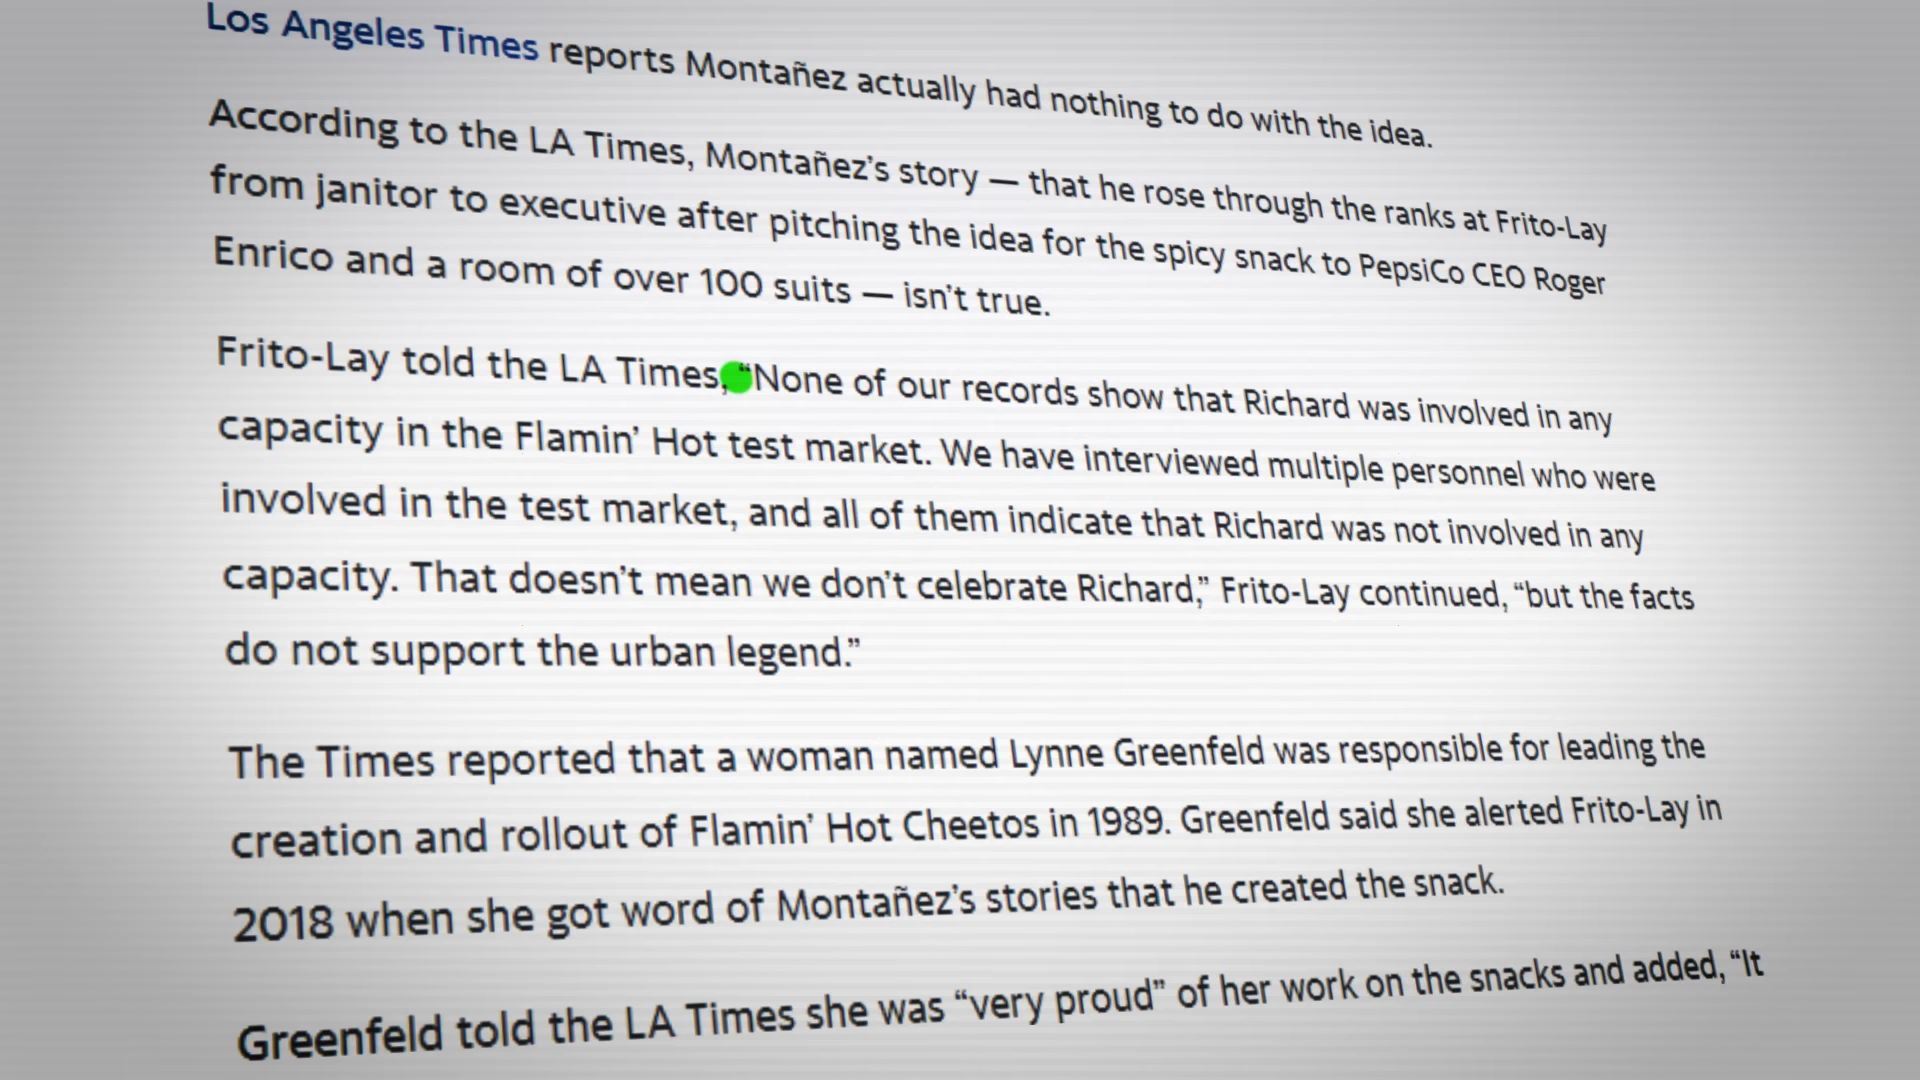 Los Angeles Times reports Montañez actually had nothing to do with the idea.
According to the LA Times, Montañez’s story — that he rose through the ranks at Frito-Lay
from janitor to executive after pitching the idea for the spicy snack to PepsiCo CEO Roger
Enrico and a room of over 100 suits — isn’t true.
Frito-Lay told the LA Times, “None of our records show that Richard was involved in any
capacity in the Flamin’ Hot test market. We have interviewed multiple personnel who were
involved in the test market, and all of them indicate that Richard was not involved in any
capacity. That doesn’t mean we don’t celebrate Richard,” Frito-Lay continued, “but the facts
do not support the urban legend.”
The Times reported that a woman named Lynne Greenfeld was responsible for leading the
creation and rollout of Flamin’ Hot Cheetos in 1989. Greenfeld said she alerted Frito-Lay in
2018 when she got word of Montañez’s stories that he created the snack.
Greenfeld told the LA Times she was “very proud” of her work on the snacks and added, “It